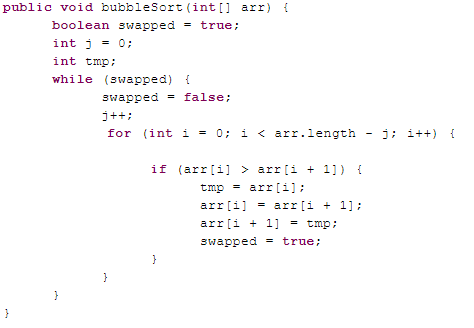 public void bubbleSort(int[] arr) {
boolean swapped = true;
int j = 0;
int tmp;
while (swapped) {
swapped = false;
j++;
for (int i = 0; i < arr.length - j; i++) {
if (arr[i] > arr[i + 1]) {
tmp = arr[i];
arr[i] = arr[i + 1];
arr[i + 1] = tmp;
swapped = true;
}
}
}
}